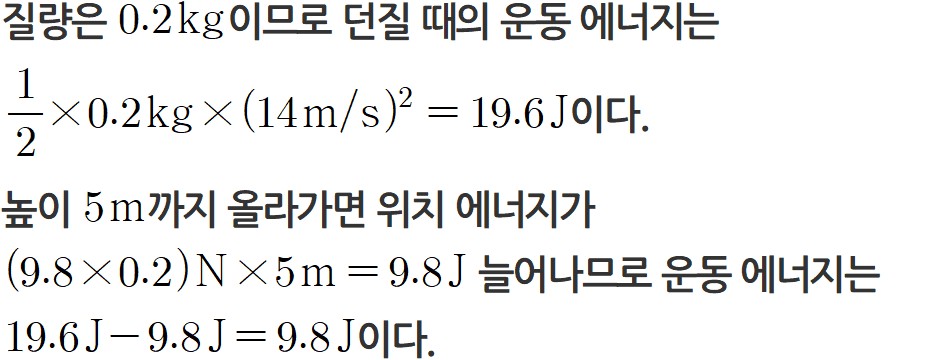 질량은 0.2kg이므로 던질 때의 운동 에너지는
1/2×0.2kg×(14m/s)² = 19.6J이다.
높이 5m까지 올라가면 위치 에너지가
(9.8×0.2)N×5m=9.8J 늘어나므로 운동 에너지는
19.6J-9.8J=9.8J이다.